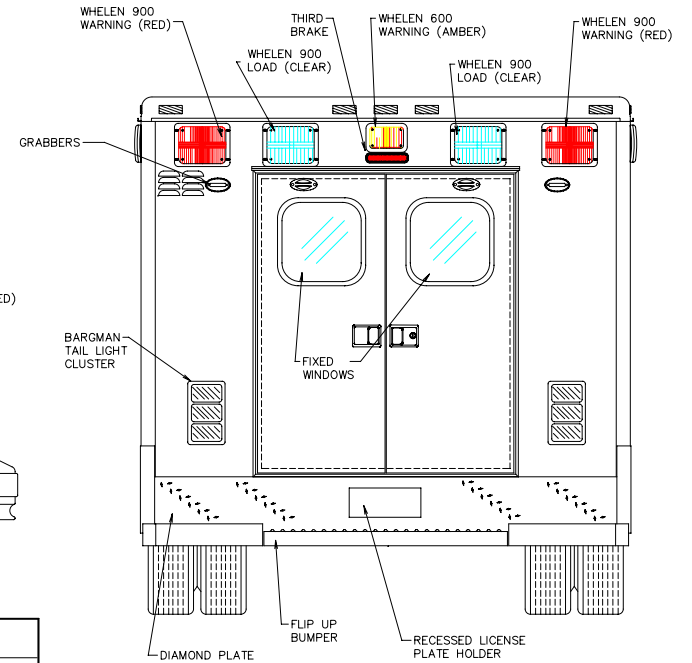 WHELEN 900
WARNING (RED)
THIRD
BRAKE
WHELEN 600
WARNING (AMBER)
WHELEN 900
WARNING (RED)
WHELEN 900
LOAD (CLEAR)
WHELEN 900
LOAD (CLEAR)
GRABBERS
ED)
BARGMAN
TAIL LIGHT
CLUSTER
FIXED
WINDOWS
FLIP UP
BUMPER
RECESSED LICENSE
PLATE HOLDER
DIAMOND PLATE